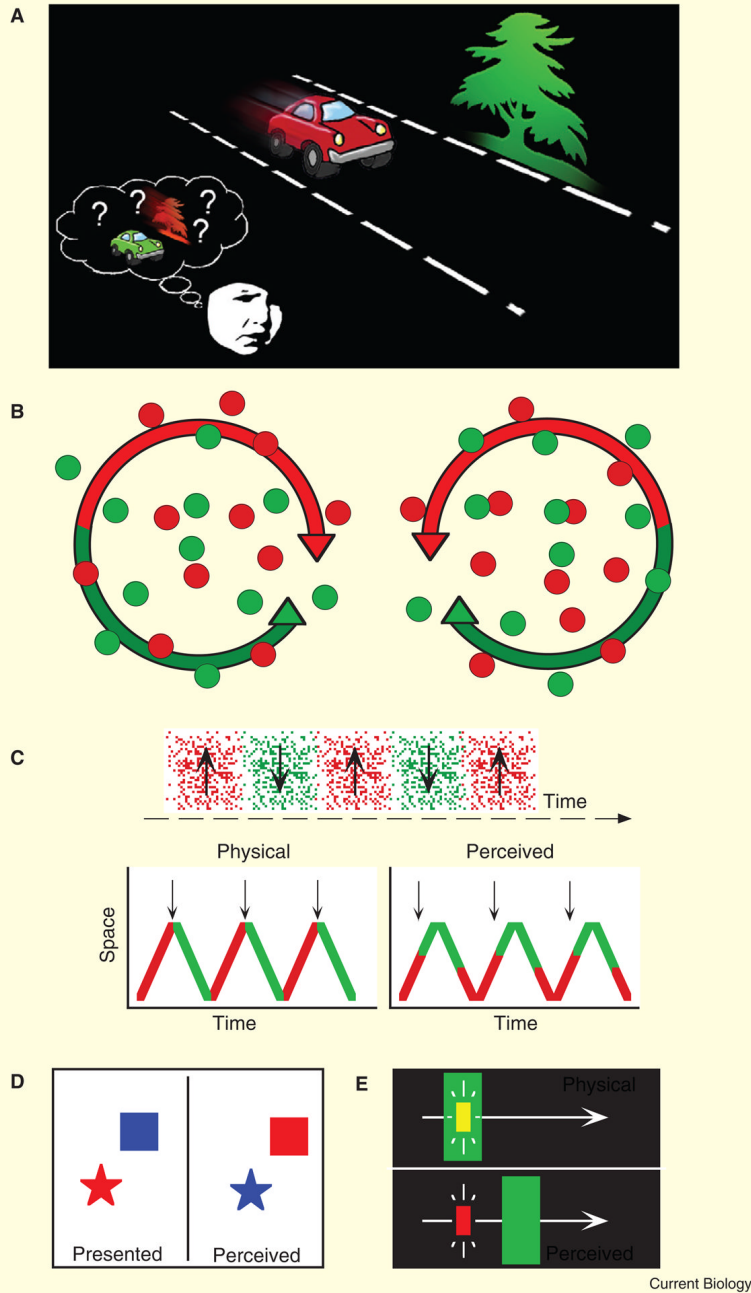 A
? ? ? ?
B
C
Time
Physical
Perceived
Space
Time
Time
D
Presented
Perceived
E
Physical
Perceived
Current Biology